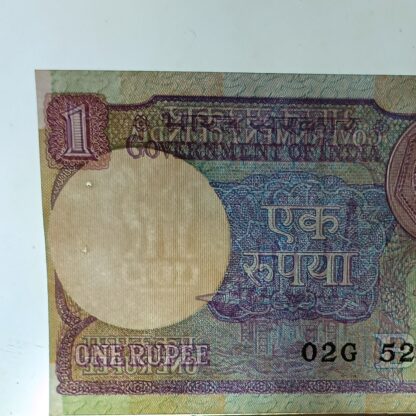 1
भारत सरकार
GOVERNMENT OF INDIA
एक
रुपया
ONE RUPEE
02G 52